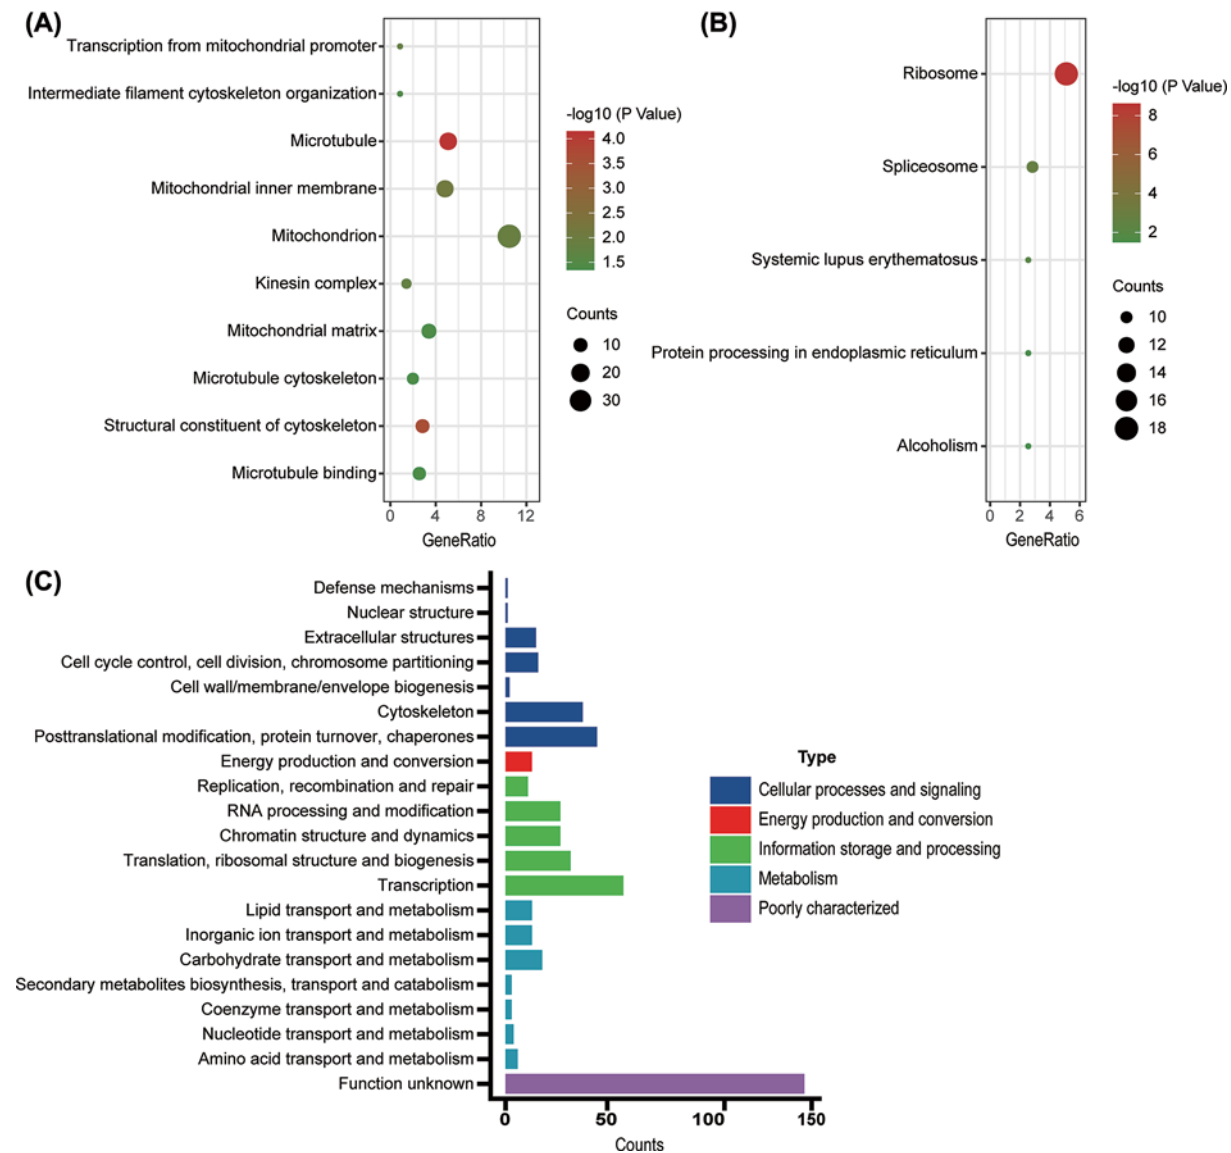 (A)
Transcription from mitochondrial promoter
Intermediate filament cytoskeleton organization
Microtubule
Mitochondrial inner membrane
Mitochondrion
Kinesin complex
Mitochondrial matrix
Microtubule cytoskeleton
Structural constituent of cytoskeleton
Microtubule binding
0 4 8 12
GeneRatio
-log10 (P Value)
4.0
3.5
3.0
2.5
2.0
1.5
Counts
10
20
30
(B)
Ribosome
Spliceosome
Systemic lupus erythematosus
Protein processing in endoplasmic reticulum
Alcoholism
0 2 4 6
GeneRatio
-log10 (P Value)
8
6
4
2
Counts
10
12
14
16
18
(C)
Defense mechanisms
Nuclear structure
Extracellular structures
Cell cycle control, cell division, chromosome partitioning
Cell wall/membrane/envelope biogenesis
Cytoskeleton
Posttranslational modification, protein turnover, chaperones
Energy production and conversion
Replication, recombination and repair
RNA processing and modification
Chromatin structure and dynamics
Translation, ribosomal structure and biogenesis
Transcription
Lipid transport and metabolism
Inorganic ion transport and metabolism
Carbohydrate transport and metabolism
Secondary metabolites biosynthesis, transport and catabolism
Coenzyme transport and metabolism
Nucleotide transport and metabolism
Amino acid transport and metabolism
Function unknown
0 50 100 150
Counts
Type
Cellular processes and signaling
Energy production and conversion
Information storage and processing
Metabolism
Poorly characterized